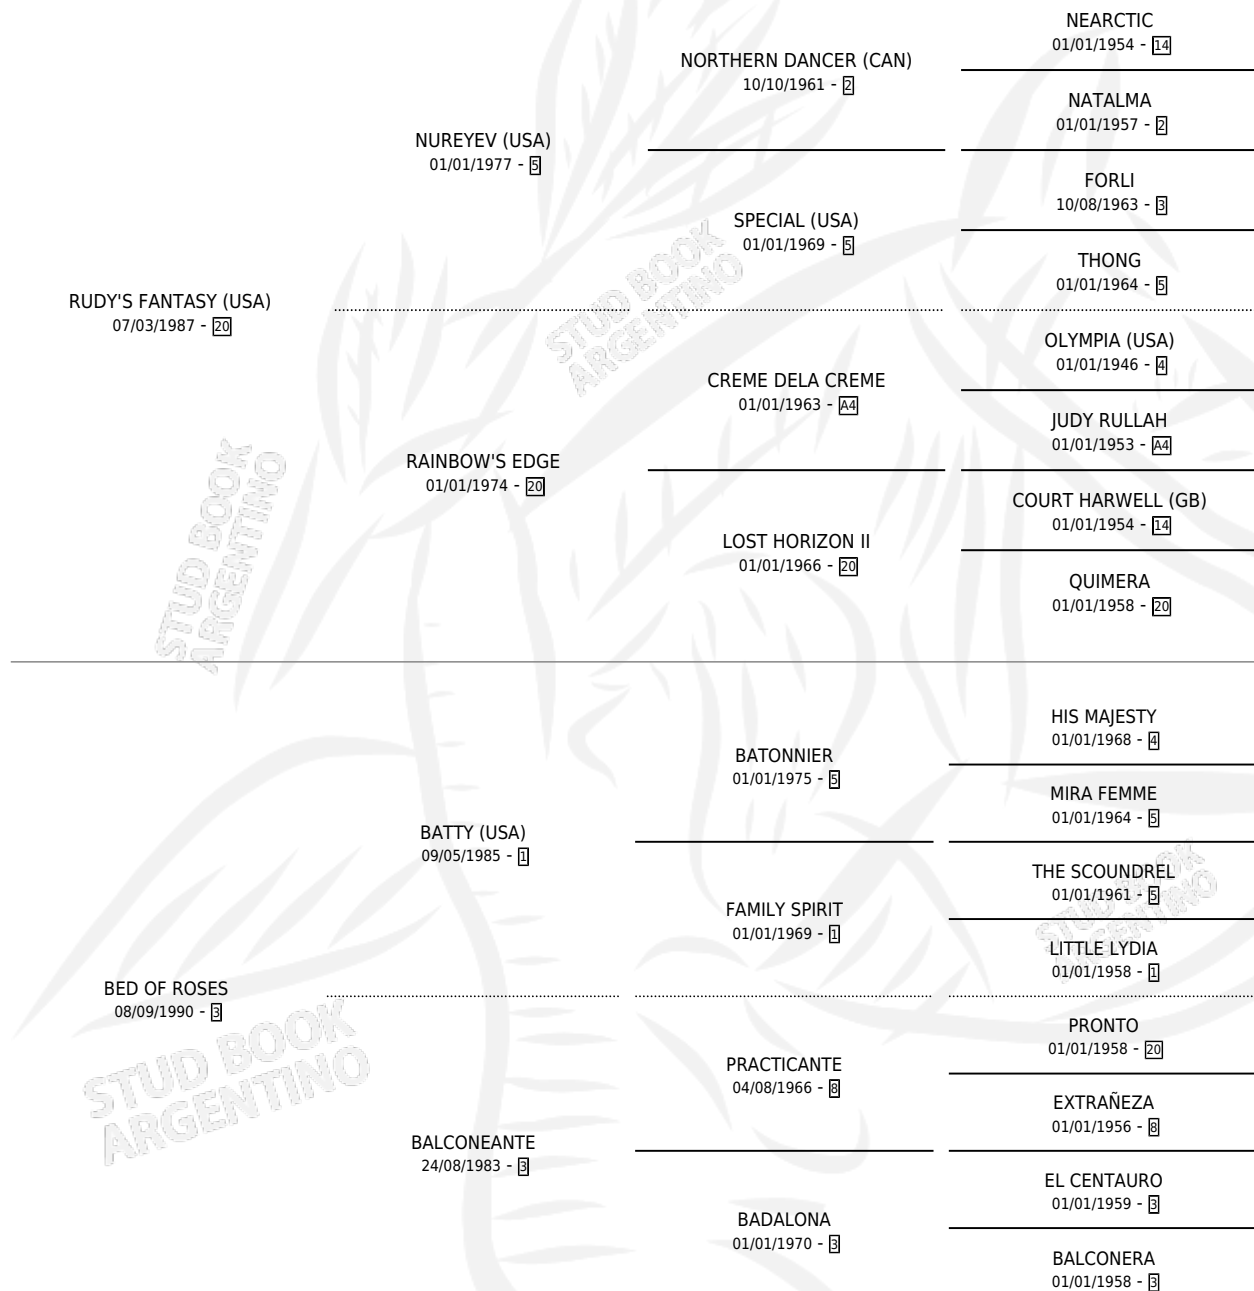 NEARCTIC
01/01/1954 - 14
NORTHERN DANCER (CAN)
10/10/1961 - 2
NATALMA
01/01/1957 - 2
NUREYEV (USA)
01/01/1977 - 5
FORLI
10/08/1963 - 3
SPECIAL (USA)
01/01/1969 - 5
THONG
01/01/1964 - 5
RUDY'S FANTASY (USA)
07/03/1987 - 20
OLYMPIA (USA)
01/01/1946 - 4
CREME DELA CREME
01/01/1963 - A4
JUDY RULLAH
01/01/1953 - A4
RAINBOW'S EDGE
01/01/1974 - 20
COURT HARWELL (GB)
01/01/1954 - 14
LOST HORIZON II
01/01/1966 - 20
QUIMERA
01/01/1958 - 20
HIS MAJESTY
01/01/1968 - 4
BATONNIER
01/01/1975 - 5
MIRA FEMME
01/01/1964 - 5
BATTY (USA)
09/05/1985 - 1
THE SCOUNDREL
01/01/1961 - 5
FAMILY SPIRIT
01/01/1969 - 1
LITTLE LYDIA
01/01/1958 - 1
BED OF ROSES
08/09/1990 - 3
PRONTO
01/01/1958 - 20
PRACTICANTE
04/08/1966 - 8
EXTRAÑEZA
01/01/1956 - 8
BALCONEANTE
24/08/1983 - 3
EL CENTAURO
01/01/1959 - 3
BADALONA
01/01/1970 - 3
BALCONERA
01/01/1958 - 3
STUD BOOK
ARGENTINO
STUD BOOK
ARGENTINO
STUD BOOK
ARGENTINO
STUD BOOK
ARGENTINO